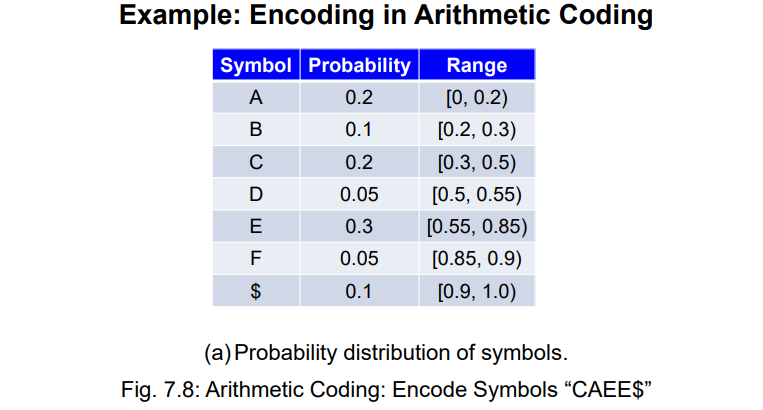 Example: Encoding in Arithmetic Coding
Symbol Probability Range
A 0.2 [0, 0.2)
B 0.1 [0.2, 0.3)
C 0.2 [0.3, 0.5)
D 0.05 [0.5, 0.55)
E 0.3 [0.55, 0.85)
F 0.05 [0.85, 0.9)
$ 0.1 [0.9, 1.0)
(a) Probability distribution of symbols.
Fig. 7.8: Arithmetic Coding: Encode Symbols “CAEE$”